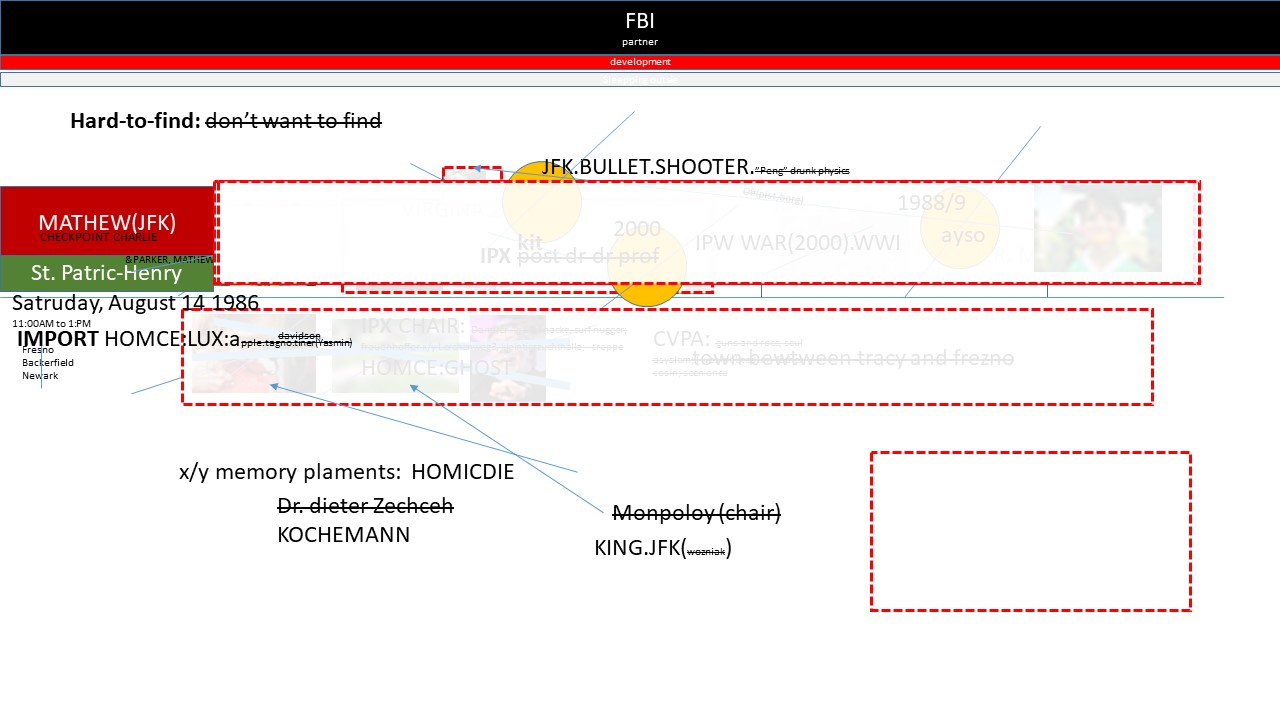 FBI
partner
development
Hard-to-find: don't want to find
JFK.BULLET.SHOOTER."Peng" drunk physics
MATHEW(JFK)
CHECKPOINT CHARLIE
&PARKER, MATHEW
St. Patric-Henry
1988/9
2000
kit
IPX post dr dr prof
IPW WAR(2000).WWI
ayso
Satruday, August 14 1986
11:00AM to 1:PM
IMPORT HOMCE:LUX:apple.tagno.tiner(Yasmin)
davidson,
Fresno
Backerfield
Newark
IPX CHAIR:
HOMCE:GHOST
CVPA: guns and rocs, saul
town bewtween tracy and frezno
x/y memory plaments: HOMICDIE
Dr. dieter Zechceh
KOCHEMANN
Monpoloy (chair)
KING.JFK(wozniak)